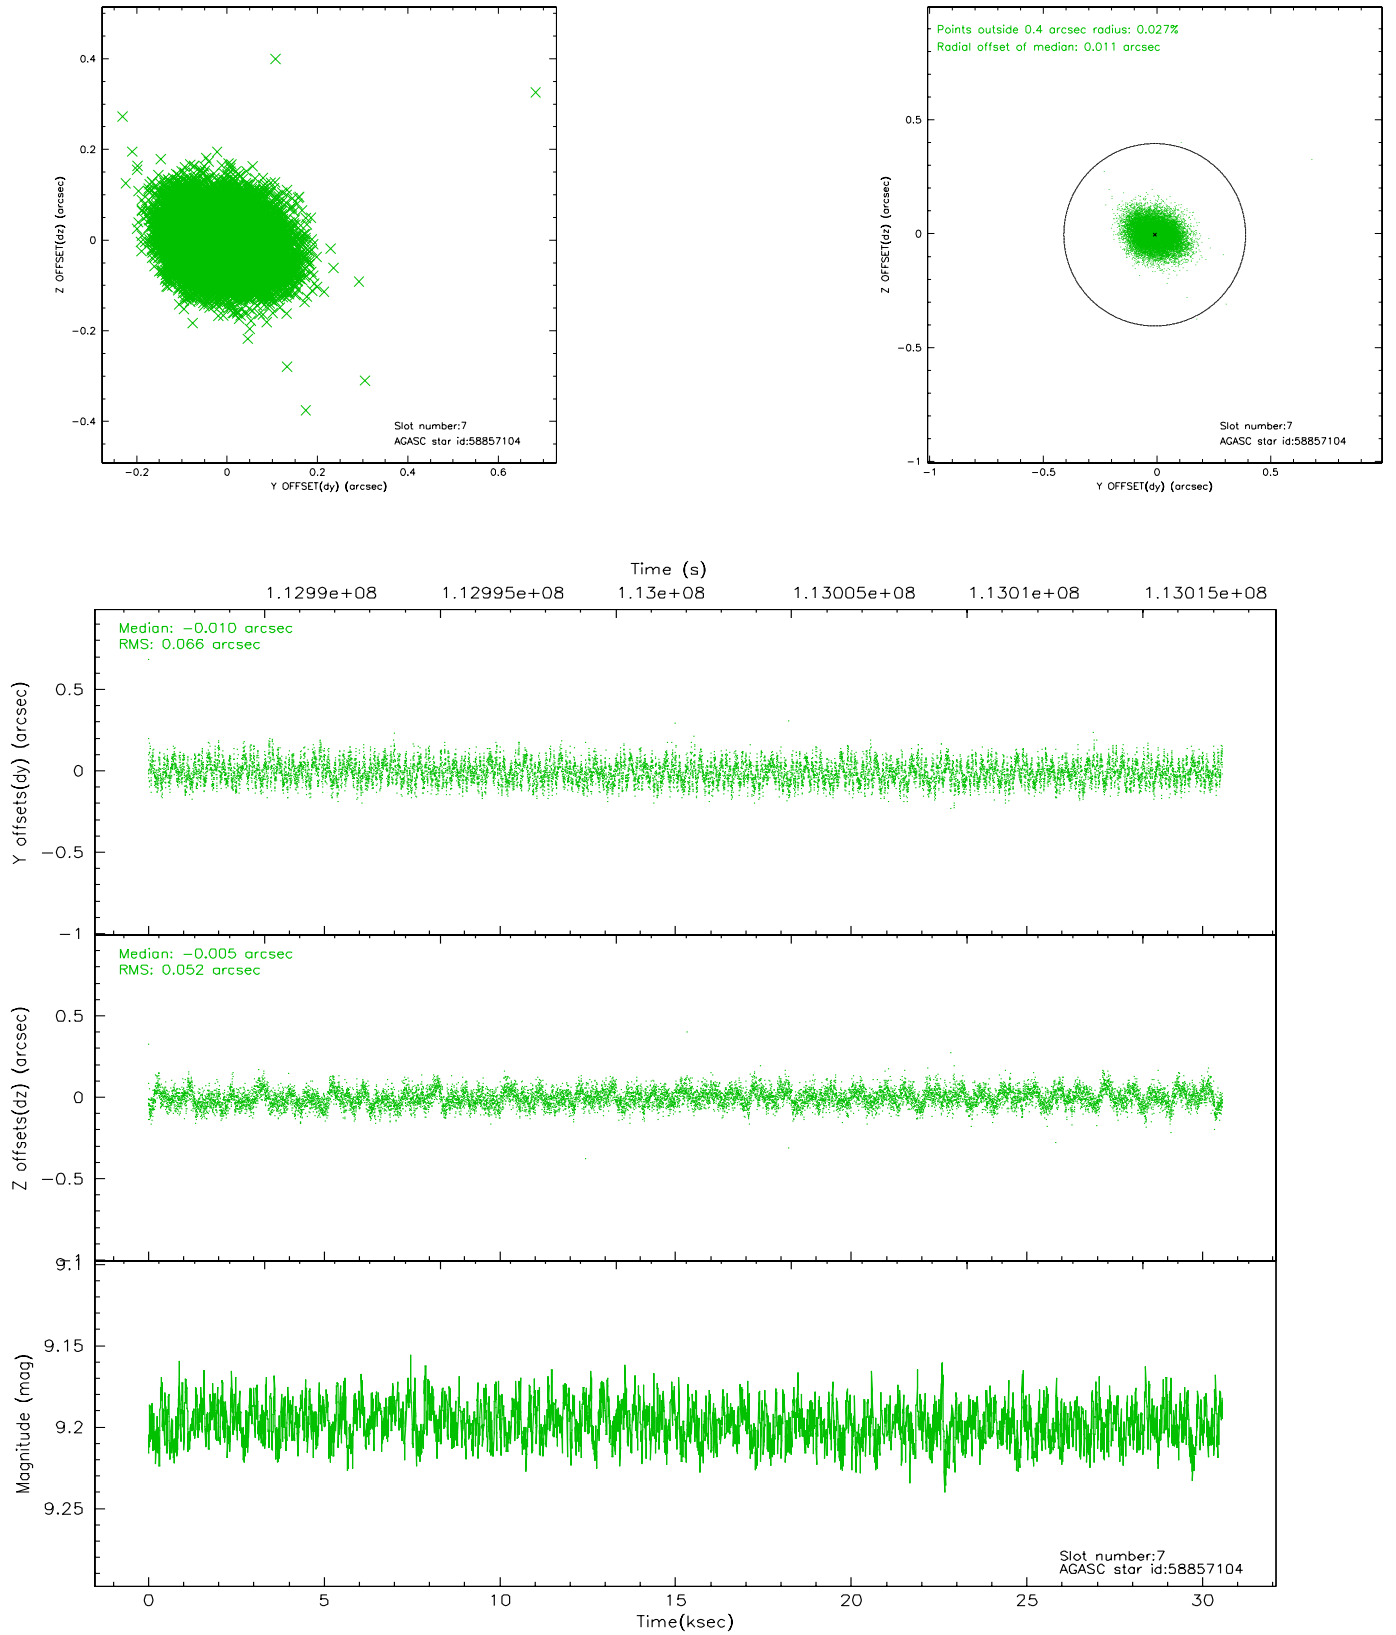 0.4
0.2
0
−0.2
−0.4
Z OFFSET(dz) (arcsec)
Slot number:7
AGASC star id:58857104
−0.2
0
0.2
0.4
0.6
Y OFFSET(dy) (arcsec)
Points outside 0.4 arcsec radius: 0.027%
Radial offset of median: 0.011 arcsec
0.5
0
−0.5
−1
Z OFFSET(dz) (arcsec)
Slot number:7
AGASC star id:58857104
−1
−0.5
0
0.5
Y OFFSET(dy) (arcsec)
Time (s)
1.1299e+08
1.12995e+08
1.13e+08
1.13005e+08
1.1301e+08
1.13015e+08
Median: −0.010 arcsec
RMS: 0.066 arcsec
0.5
0
−0.5
−1
Y offsets(dy) (arcsec)
Median: −0.005 arcsec
RMS: 0.052 arcsec
0.5
0
−0.5
−1
Z offsets(dz) (arcsec)
9.1
9.15
9.2
9.25
Magnitude (mag)
Slot number:7
AGASC star id:58857104
0
5
10
15
20
25
30
Time(ksec)